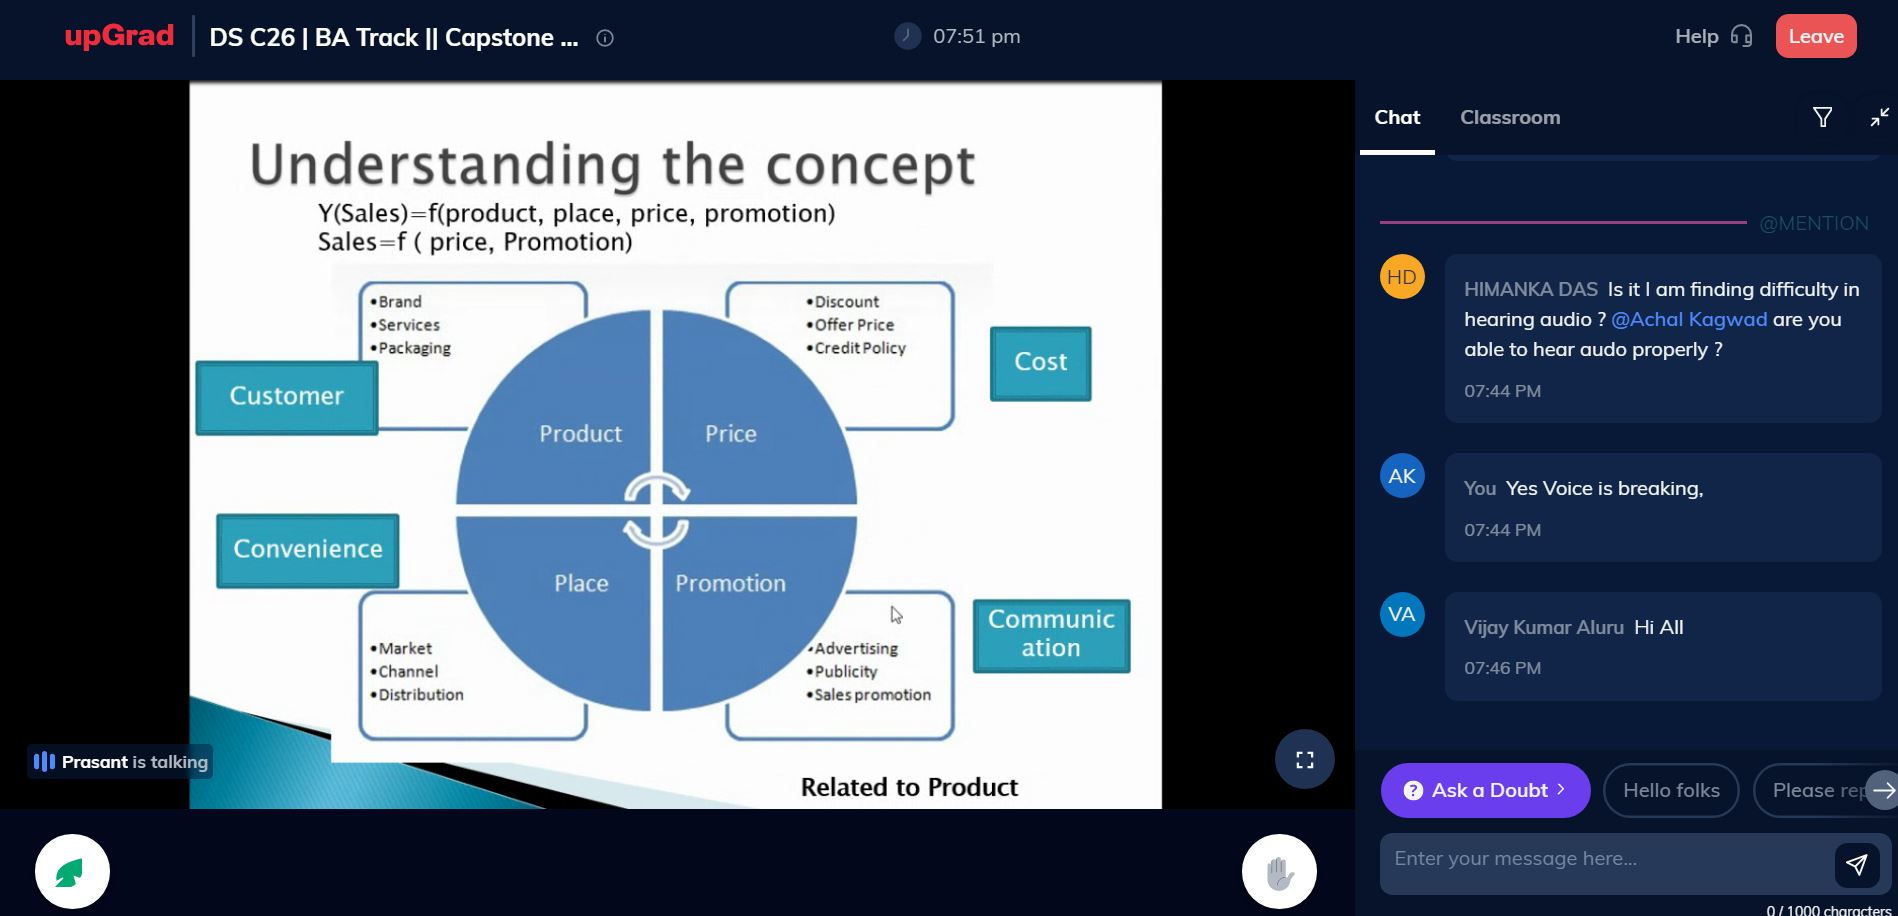 upGrad
DS C26 | BA Track || Capstone ...
07:51 pm
Help
Leave
Understanding the concept
Y(Sales)=f(product, place, price, promotion)
Sales=f ( price, Promotion)
•Brand
•Services
•Packaging
•Discount
•Offer Price
•Credit Policy
Customer
Cost
Product
Price
Convenience
Place
Promotion
•Market
•Channel
•Distribution
•Advertising
•Publicity
•Sales promotion
Communic
ation
Related to Product
Prasant is talking
Chat
Classroom
@MENTION
HD
HIMANKA DAS Is it I am finding difficulty in
hearing audio ? @Achal Kagwad are you
able to hear audo properly ?
07:44 PM
AK
You Yes Voice is breaking,
07:44 PM
VA
Vijay Kumar Aluru Hi All
07:46 PM
? Ask a Doubt >
Hello folks
Please rep
Enter your message here...
0 / 1000 characters